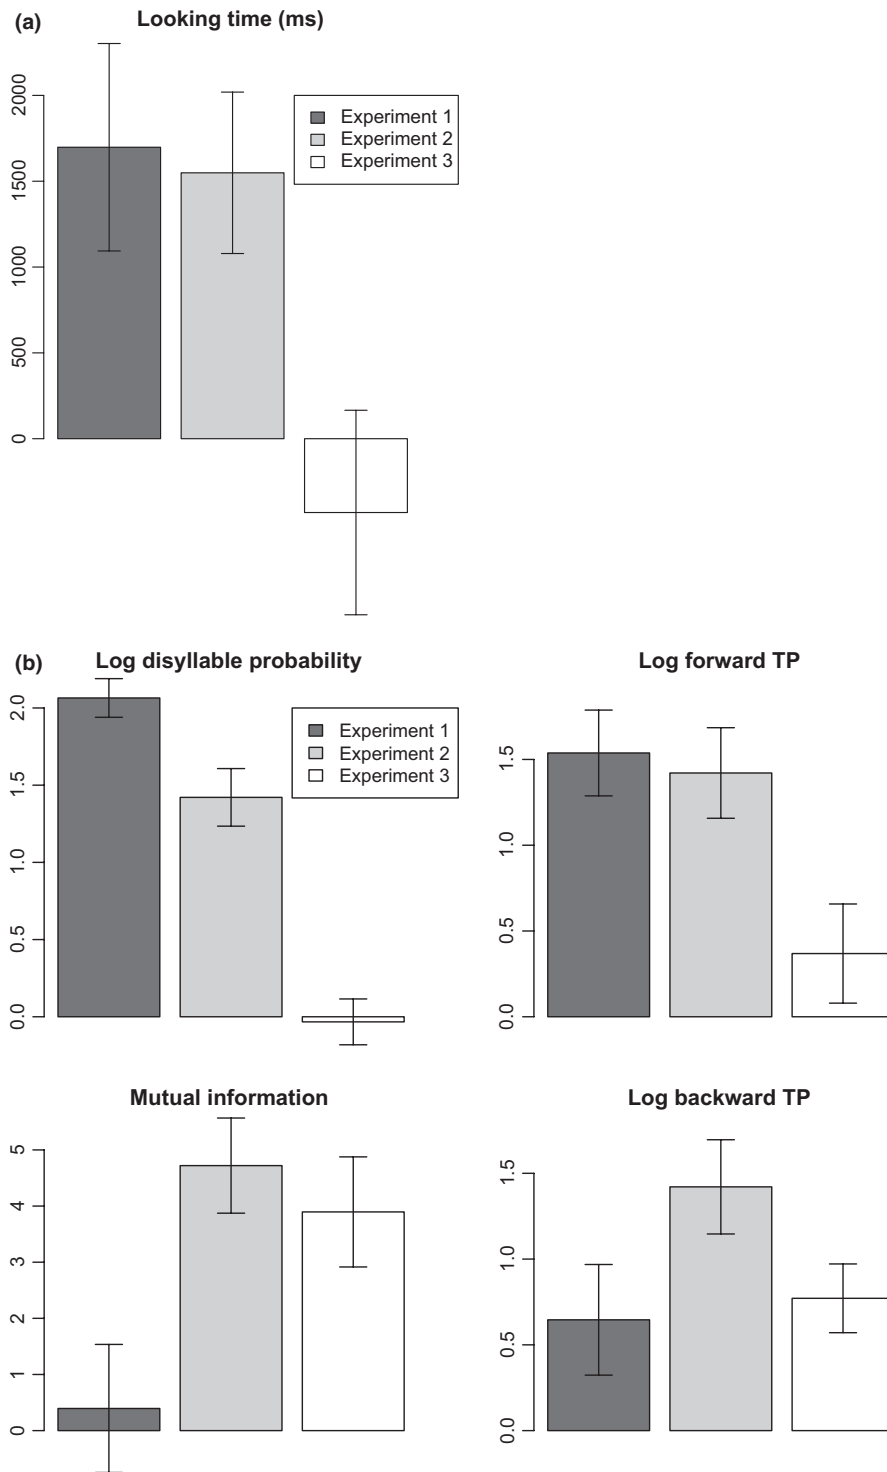 (a) Looking time (ms)
2000
1500
1000
500
0
Experiment 1
Experiment 2
Experiment 3
(b) Log disyllable probability
2.0
1.5
1.0
0.5
0.0
Experiment 1
Experiment 2
Experiment 3
Log forward TP
1.5
1.0
0.5
0.0
Mutual information
5
4
3
2
1
0
Log backward TP
1.5
1.0
0.5
0.0